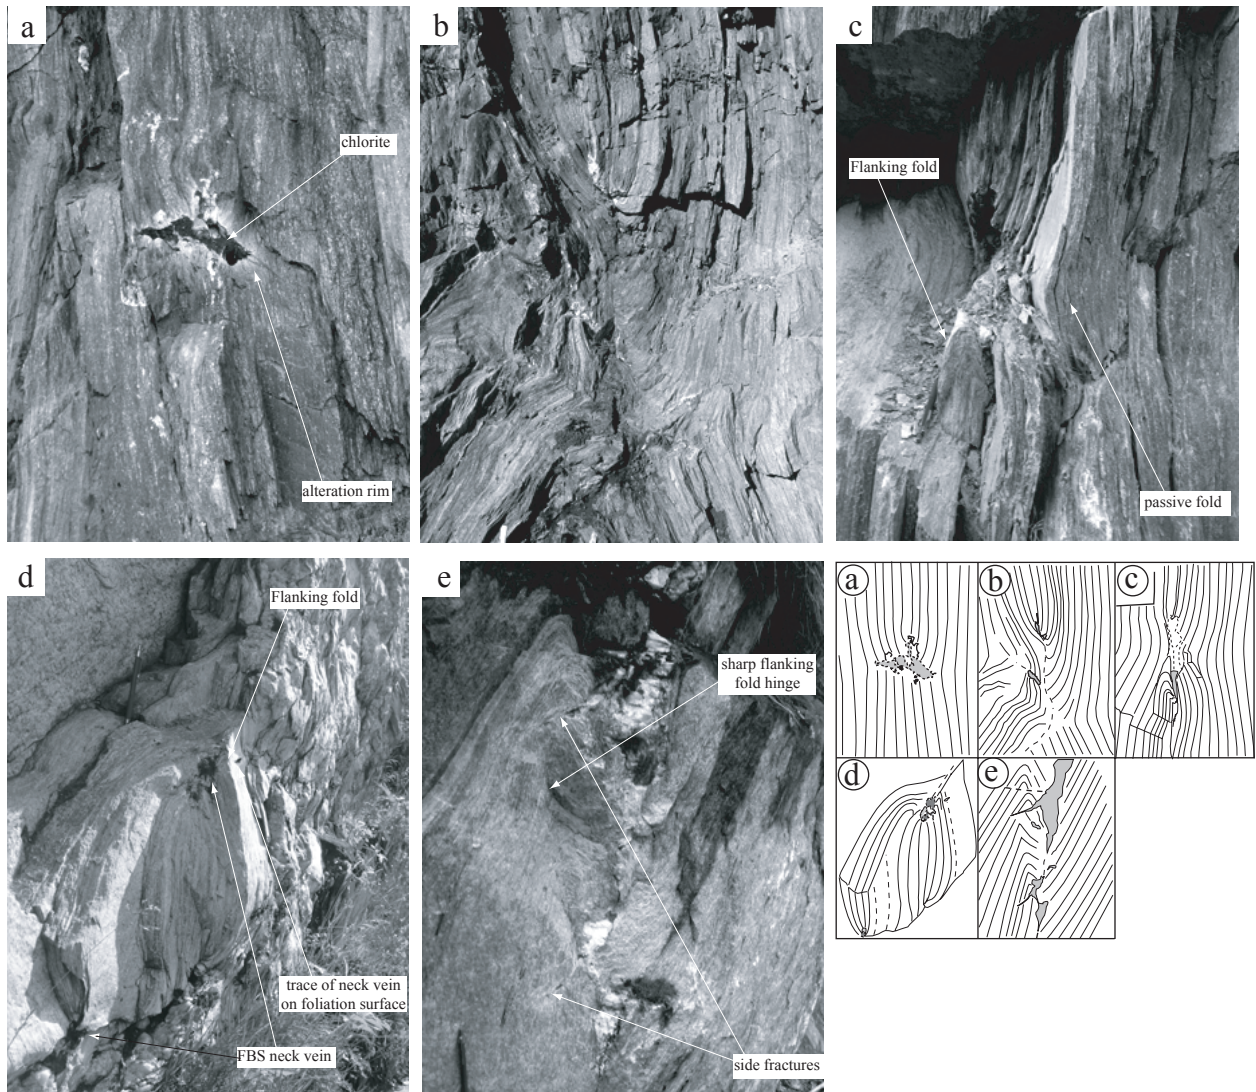 a
b
c
chlorite
Flanking fold
alteration rim
passive fold
d
e
Flanking fold
sharp flanking
fold hinge
trace of neck vein
on foliation surface
FBS neck vein
side fractures
a
b
c
d
e